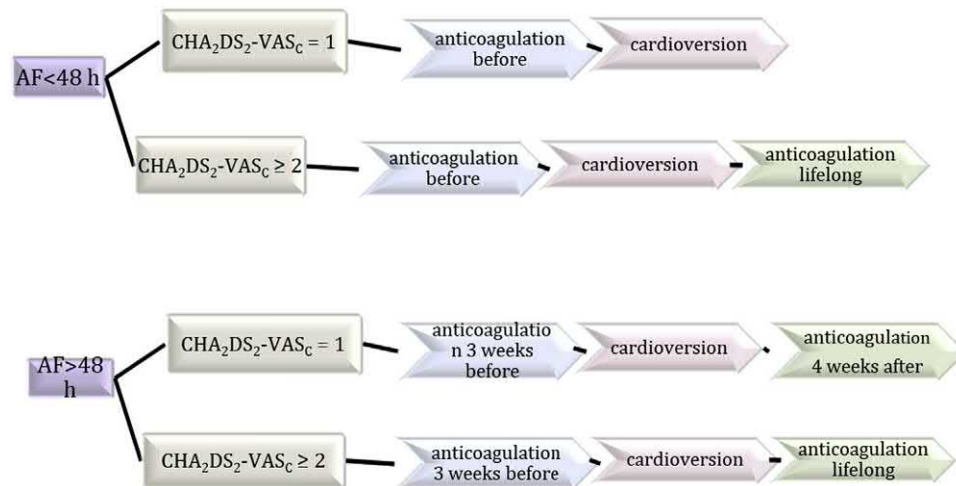 AF<48 h
CHA₂DS₂-VASC = 1
anticoagulation
before
cardioversion
CHA₂DS₂-VASC ≥ 2
anticoagulation
before
cardioversion
anticoagulation
lifelong
AF>48
h
CHA₂DS₂-VASC = 1
anticoagulatio
n 3 weeks
before
cardioversion
anticoagulation
4 weeks after
CHA₂DS₂-VASC ≥ 2
anticoagulation
3 weeks before
cardioversion
anticoagulation
lifelong